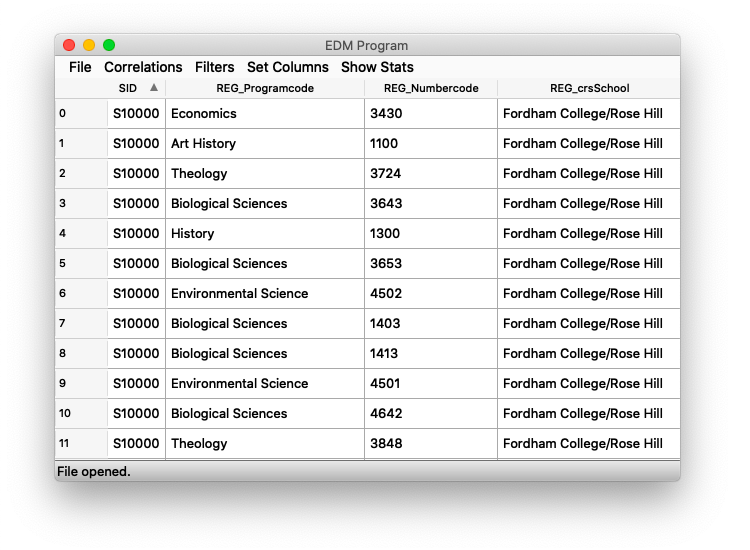 EDM Program
File Correlations Filters Set Columns Show Stats
SID ▲ REG_Programcode REG_Numbercode REG_crsSchool
0 S10000 Economics 3430 Fordham College/Rose Hill
1 S10000 Art History 1100 Fordham College/Rose Hill
2 S10000 Theology 3724 Fordham College/Rose Hill
3 S10000 Biological Sciences 3643 Fordham College/Rose Hill
4 S10000 History 1300 Fordham College/Rose Hill
5 S10000 Biological Sciences 3653 Fordham College/Rose Hill
6 S10000 Environmental Science 4502 Fordham College/Rose Hill
7 S10000 Biological Sciences 1403 Fordham College/Rose Hill
8 S10000 Biological Sciences 1413 Fordham College/Rose Hill
9 S10000 Environmental Science 4501 Fordham College/Rose Hill
10 S10000 Biological Sciences 4642 Fordham College/Rose Hill
11 S10000 Theology 3848 Fordham College/Rose Hill
File opened.